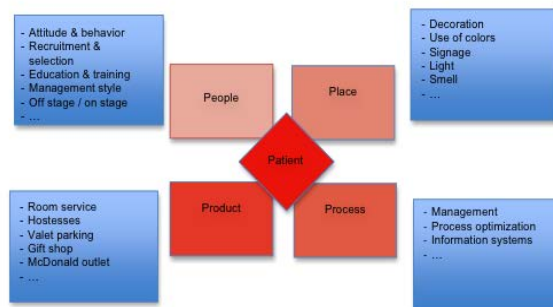 - Attitude & behavior
- Recruitment &
selection
- Education & training
- Management style
- Off stage / on stage
- ...
People
Place
- Decoration
- Use of colors
- Signage
- Light
- Smell
- ...
Patient
Product
Process
- Room service
- Hostesses
- Valet parking
- Gift shop
- McDonald outlet
- ...
- Management
- Process optimization
- Information systems
- ...